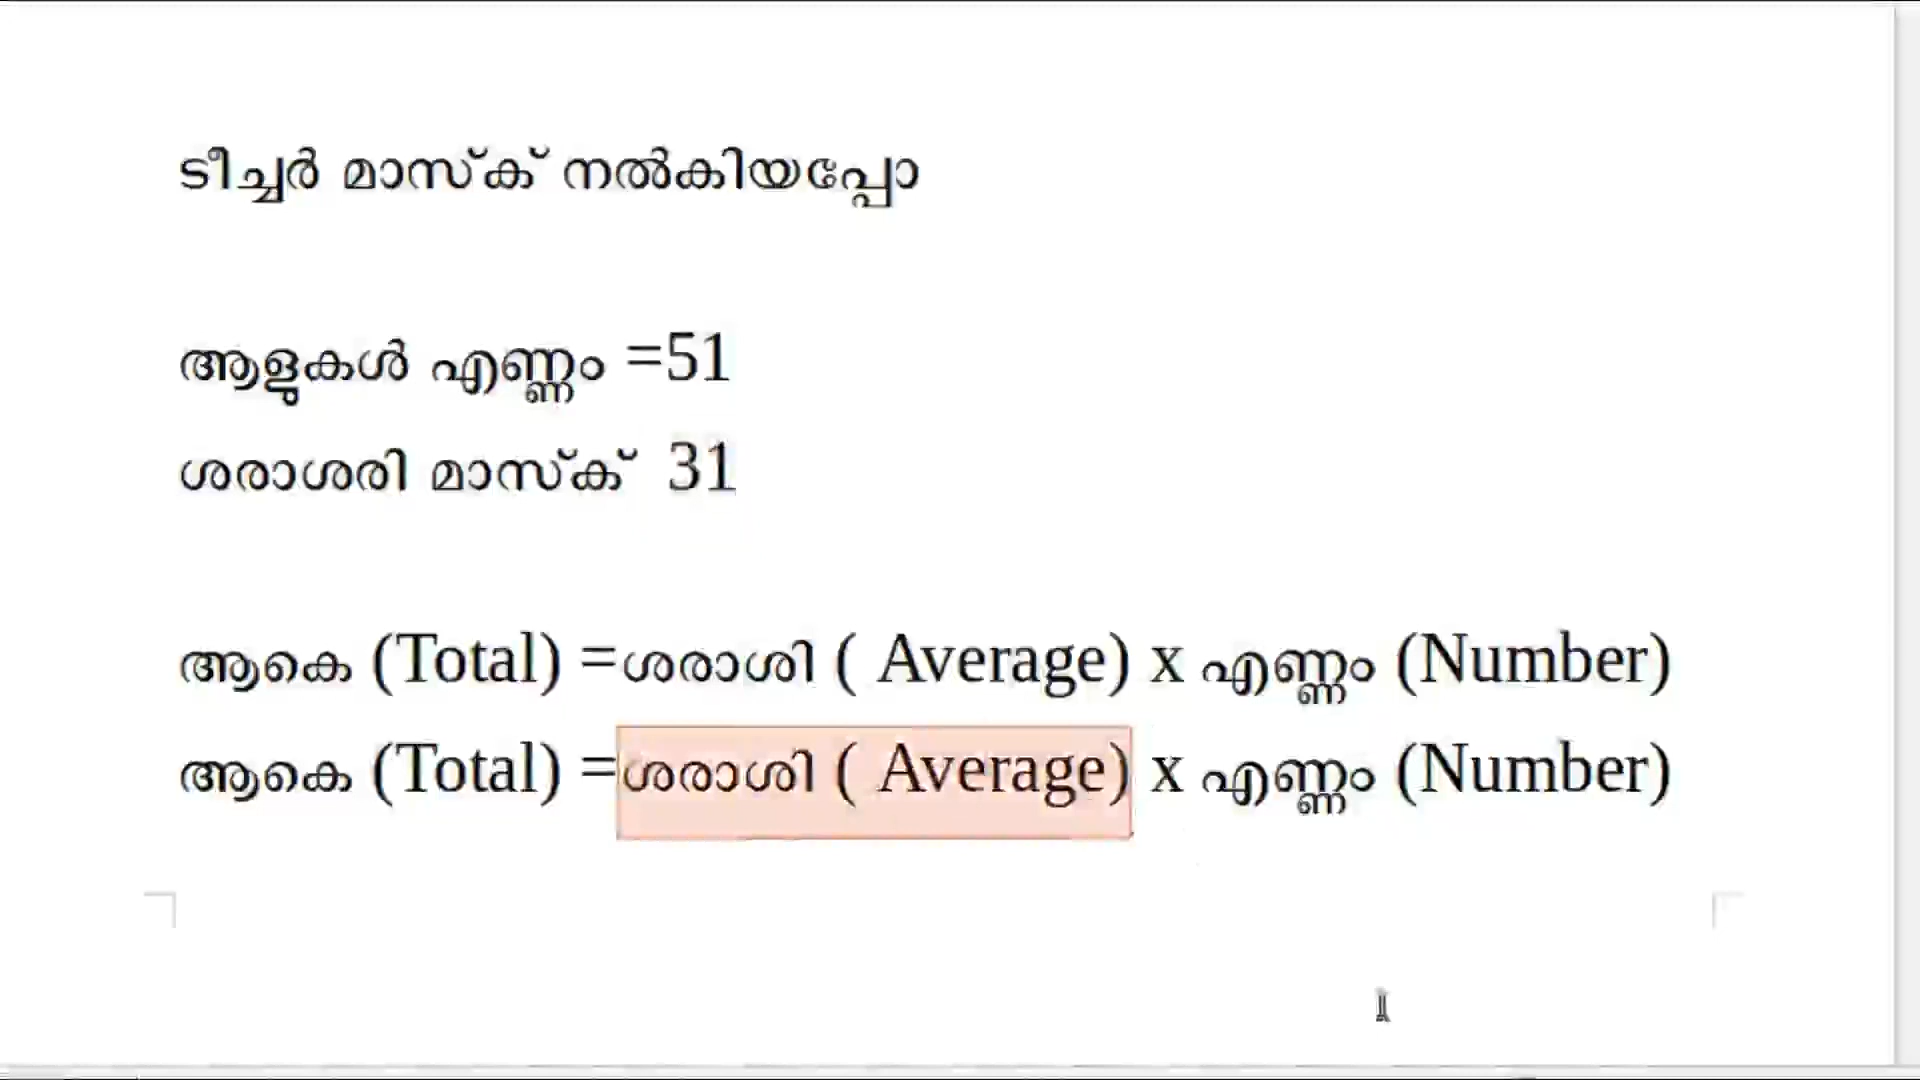 ടീച്ചർ മാസ്ക് നൽകിയപ്പോ
ആളുകൾ എണ്ണം =51
ശരാശരി മാസ്ക്  31
ആകെ (Total) =ശരാശി ( Average) x എണ്ണം (Number)
ആകെ (Total) =ശരാശി ( Average) x എണ്ണം (Number)